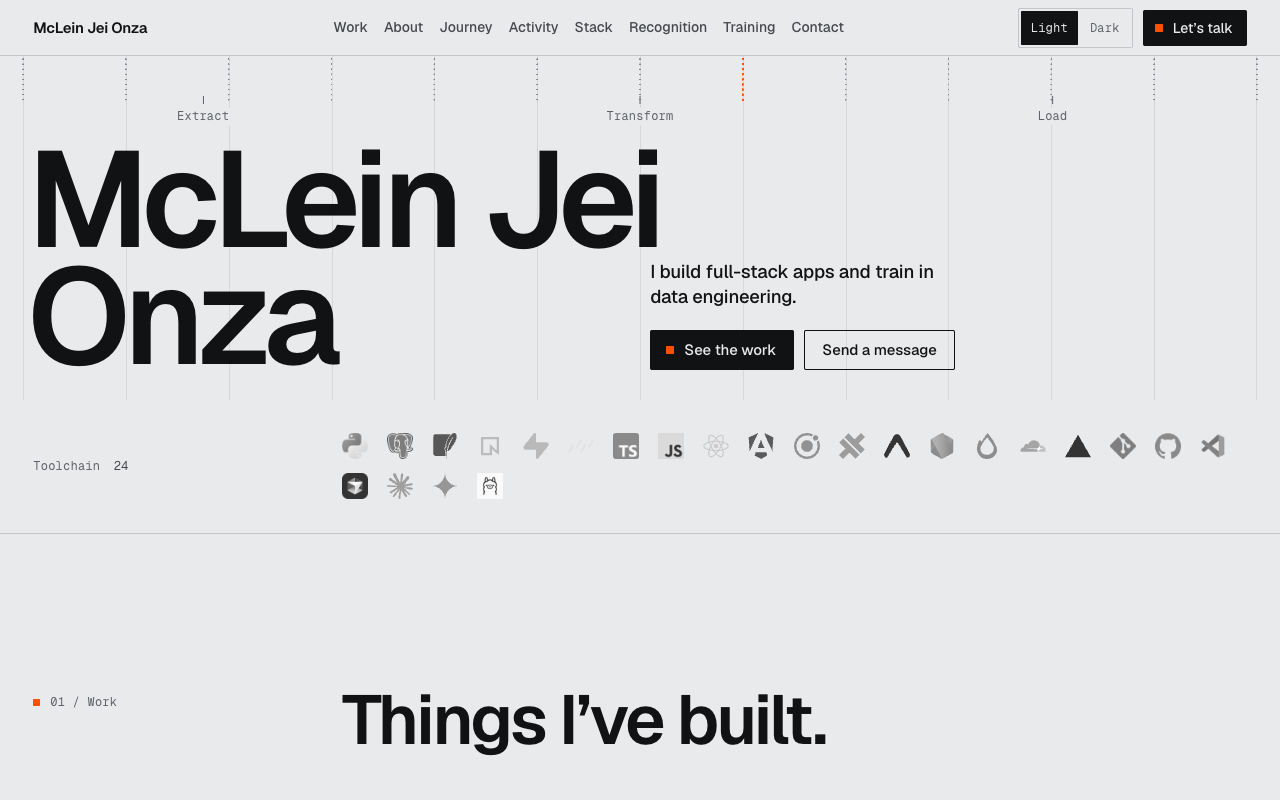 McLein Jei Onza
Work About Journey Activity Stack Recognition Training Contact
Light Dark
Let’s talk
Extract Transform Load
McLein Jei
Onza
I build full-stack apps and train in
data engineering.
See the work Send a message
TS JS
Toolchain 24
01 / Work
Things I’ve built.